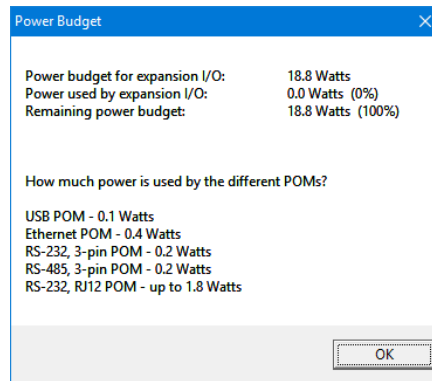 Power Budget
Power budget for expansion I/O: 18.8 Watts
Power used by expansion I/O: 0.0 Watts (0%)
Remaining power budget: 18.8 Watts (100%)
How much power is used by the different POMs?
USB POM - 0.1 Watts
Ethernet POM - 0.4 Watts
RS-232, 3-pin POM - 0.2 Watts
RS-485, 3-pin POM - 0.2 Watts
RS-232, RJ12 POM - up to 1.8 Watts
OK